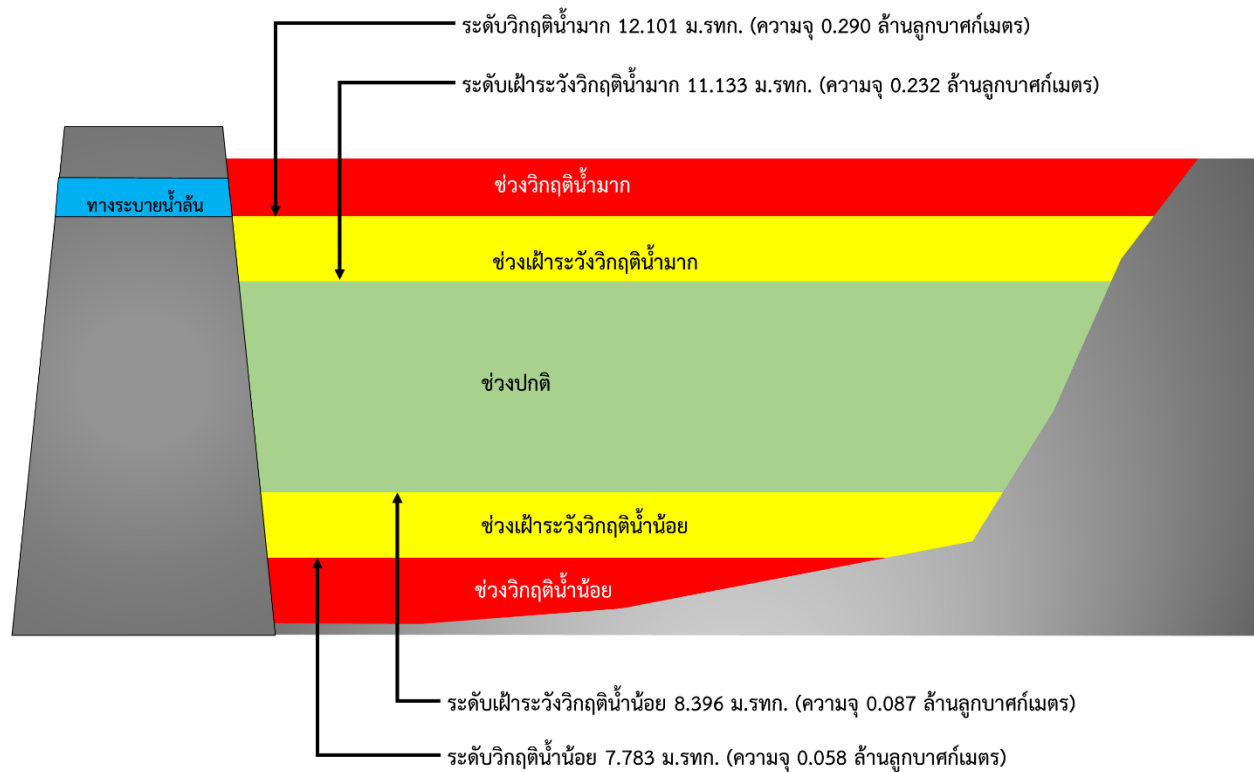 ระดับวิกฤติน้ำมาก 12.101 ม.รทก. (ความจุ 0.290 ล้านลูกบาศก์เมตร)
ระดับเฝ้าระวังวิกฤติน้ำมาก 11.133 ม.รทก. (ความจุ 0.232 ล้านลูกบาศก์เมตร)
ช่วงวิกฤติน้ำมาก
ทางระบายน้ำล้น
ช่วงเฝ้าระวังวิกฤติน้ำมาก
ช่วงปกติ
ช่วงเฝ้าระวังวิกฤติน้ำน้อย
ช่วงวิกฤติน้ำน้อย
ระดับเฝ้าระวังวิกฤติน้ำน้อย 8.396 ม.รทก. (ความจุ 0.087 ล้านลูกบาศก์เมตร)
ระดับวิกฤติน้ำน้อย 7.783 ม.รทก. (ความจุ 0.058 ล้านลูกบาศก์เมตร)